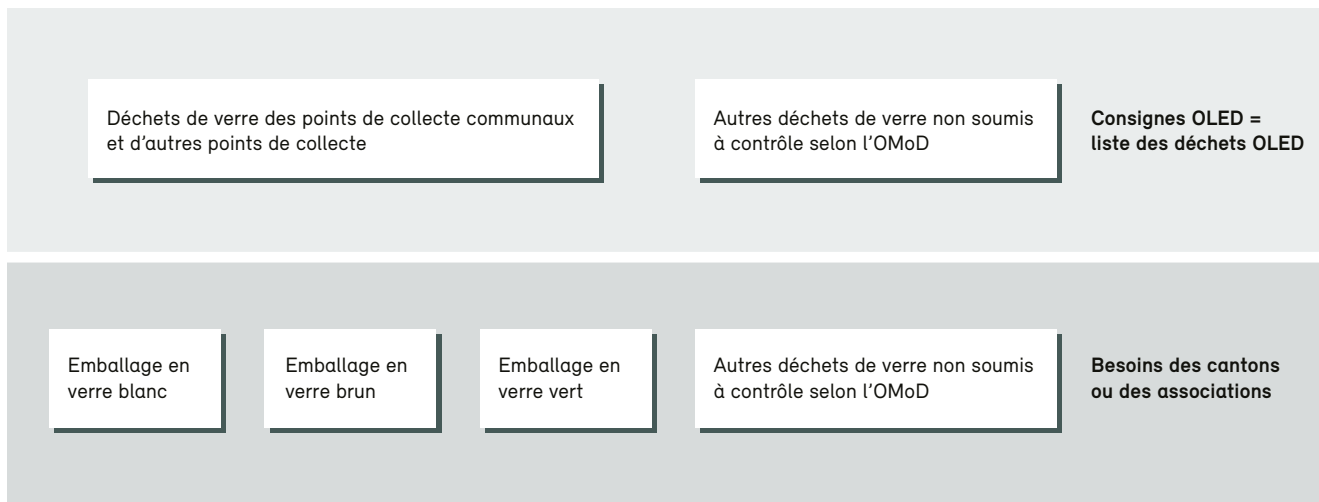 Déchets de verre des points de collecte communaux
et d'autres points de collecte
Autres déchets de verre non soumis
à contrôle selon l'OMoD
Consignes OLED =
liste des déchets OLED
Emballage en
verre blanc
Emballage en
verre brun
Emballage en
verre vert
Autres déchets de verre non soumis
à contrôle selon l'OMoD
Besoins des cantons
ou des associations